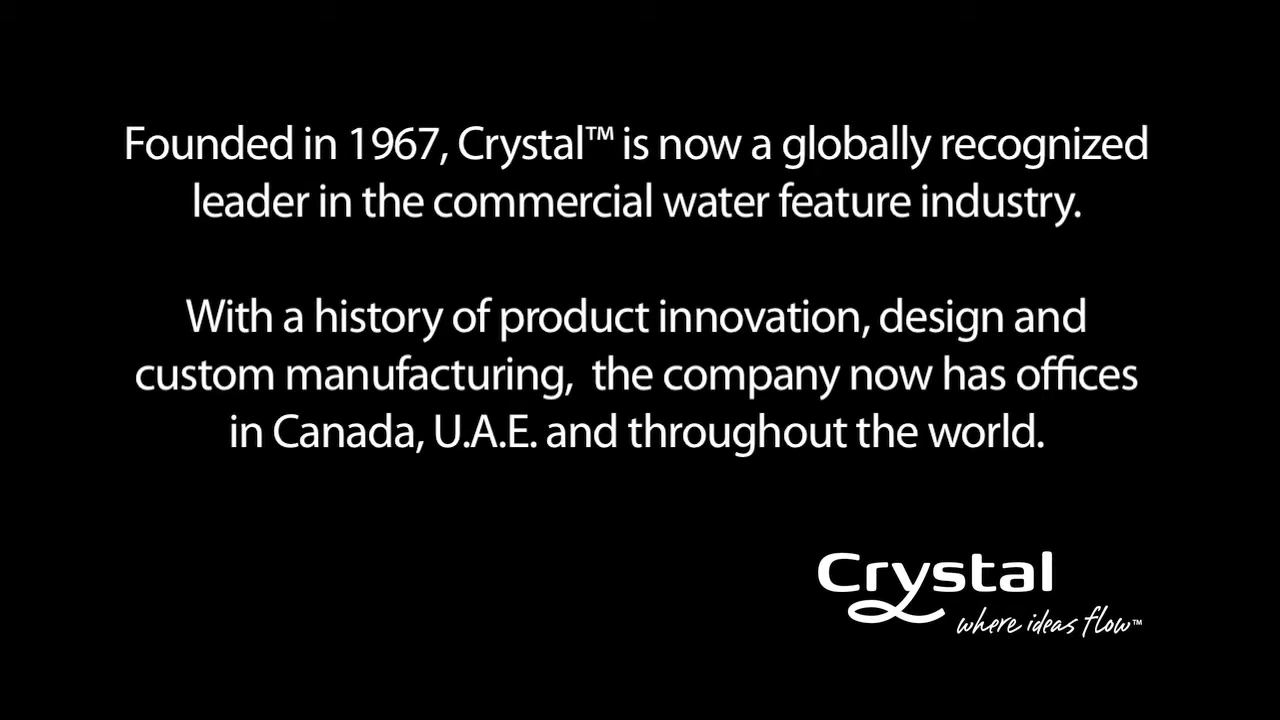 Founded in 1967, Crystal™ is now a globally recognized
leader in the commercial water feature industry.
With a history of product innovation, design and
custom manufacturing,  the company now has offices
in Canada, U.A.E. and throughout the world.
Crystal
where ideas flow™